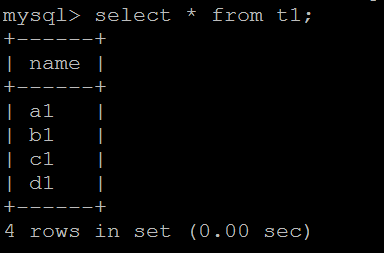 mysql> select * from t1;
+------+
| name |
+------+
| a1   |
| b1   |
| c1   |
| d1   |
+------+
4 rows in set (0.00 sec)